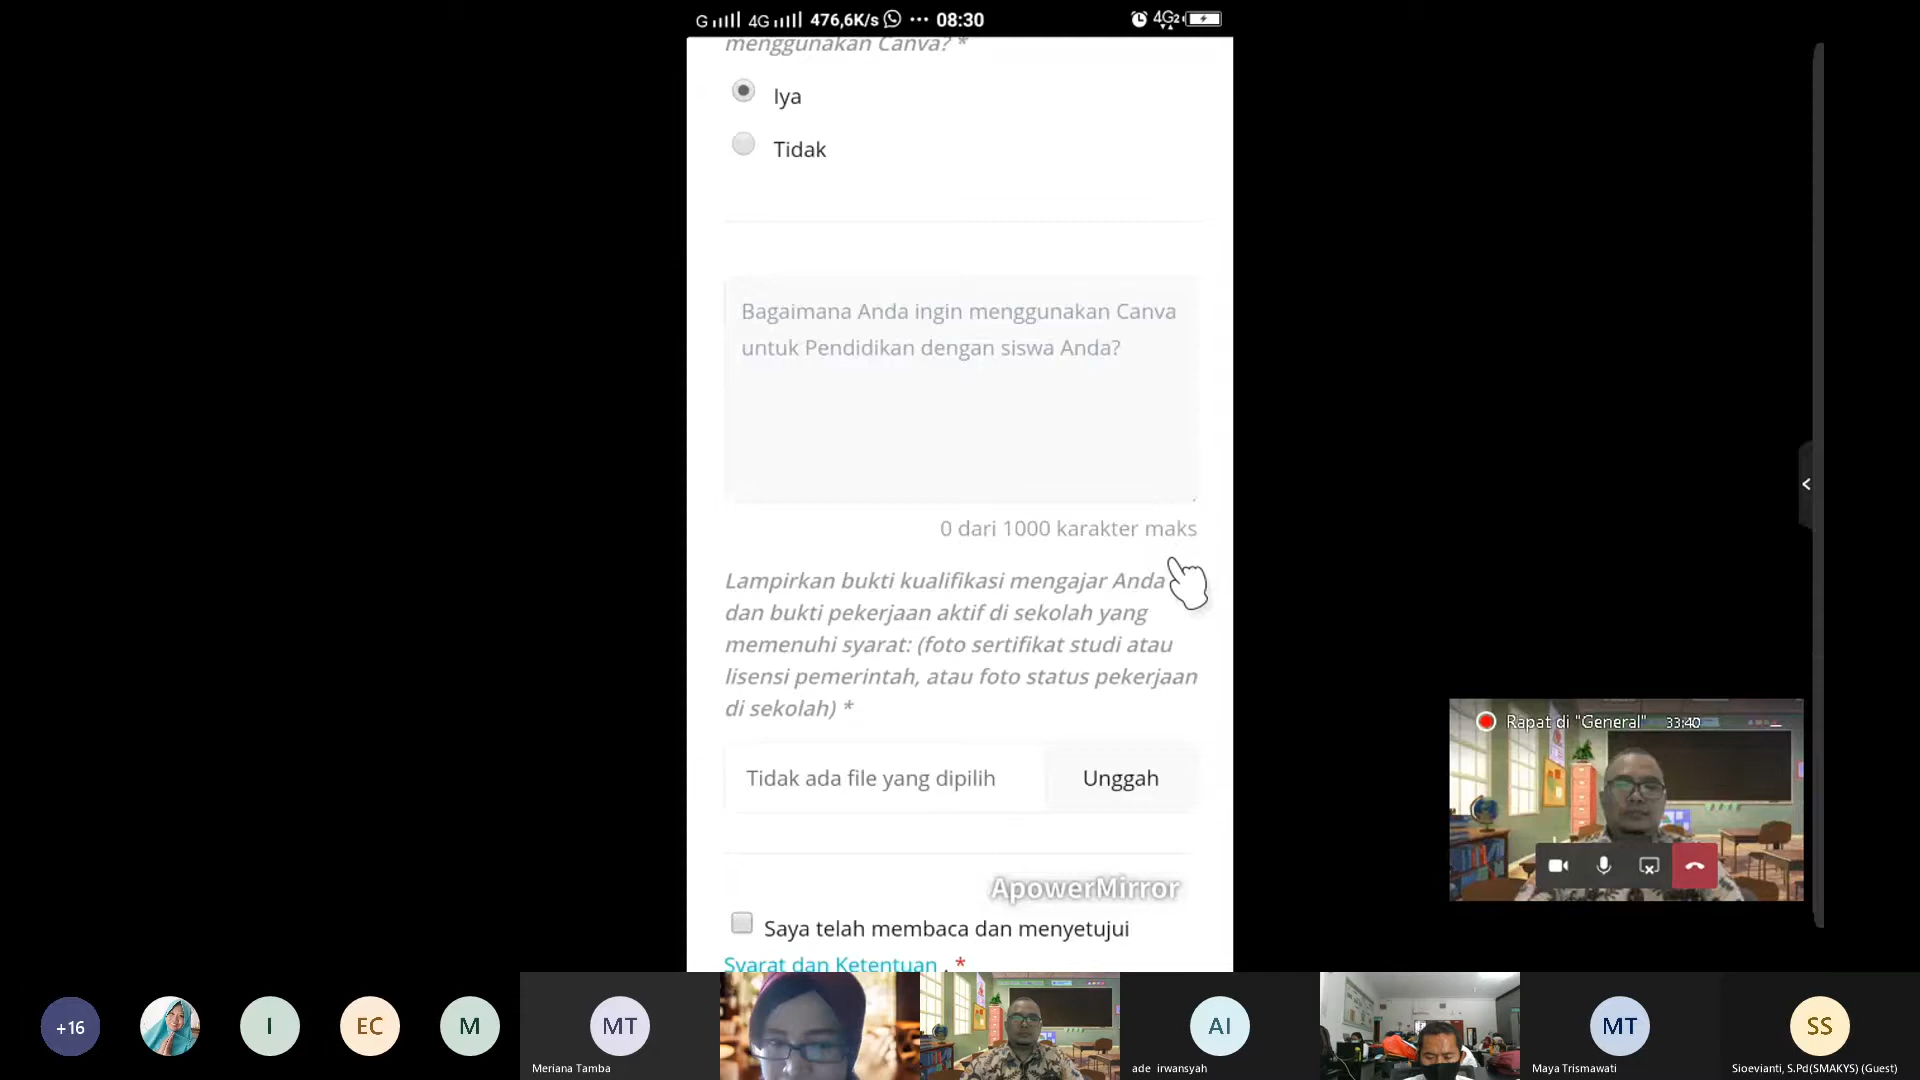 G 4G 476,6K/s ... 08:30 4G2
menggunakan Canva? *
Iya
Tidak
Bagaimana Anda ingin menggunakan Canva
untuk Pendidikan dengan siswa Anda?
0 dari 1000 karakter maks
Lampirkan bukti kualifikasi mengajar Anda
dan bukti pekerjaan aktif di sekolah yang
memenuhi syarat: (foto sertifikat studi atau
lisensi pemerintah, atau foto status pekerjaan
di sekolah) *
Tidak ada file yang dipilih
Unggah
ApowerMirror
Saya telah membaca dan menyetujui
Syarat dan Ketentuan . *
Rapat di "General" 33:40
+16
I
EC
M
MT
Meriana Tamba
AI
ade irwansyah
MT
Maya Trismawati
SS
Sioevianti, S.Pd(SMAKYS) (Guest)